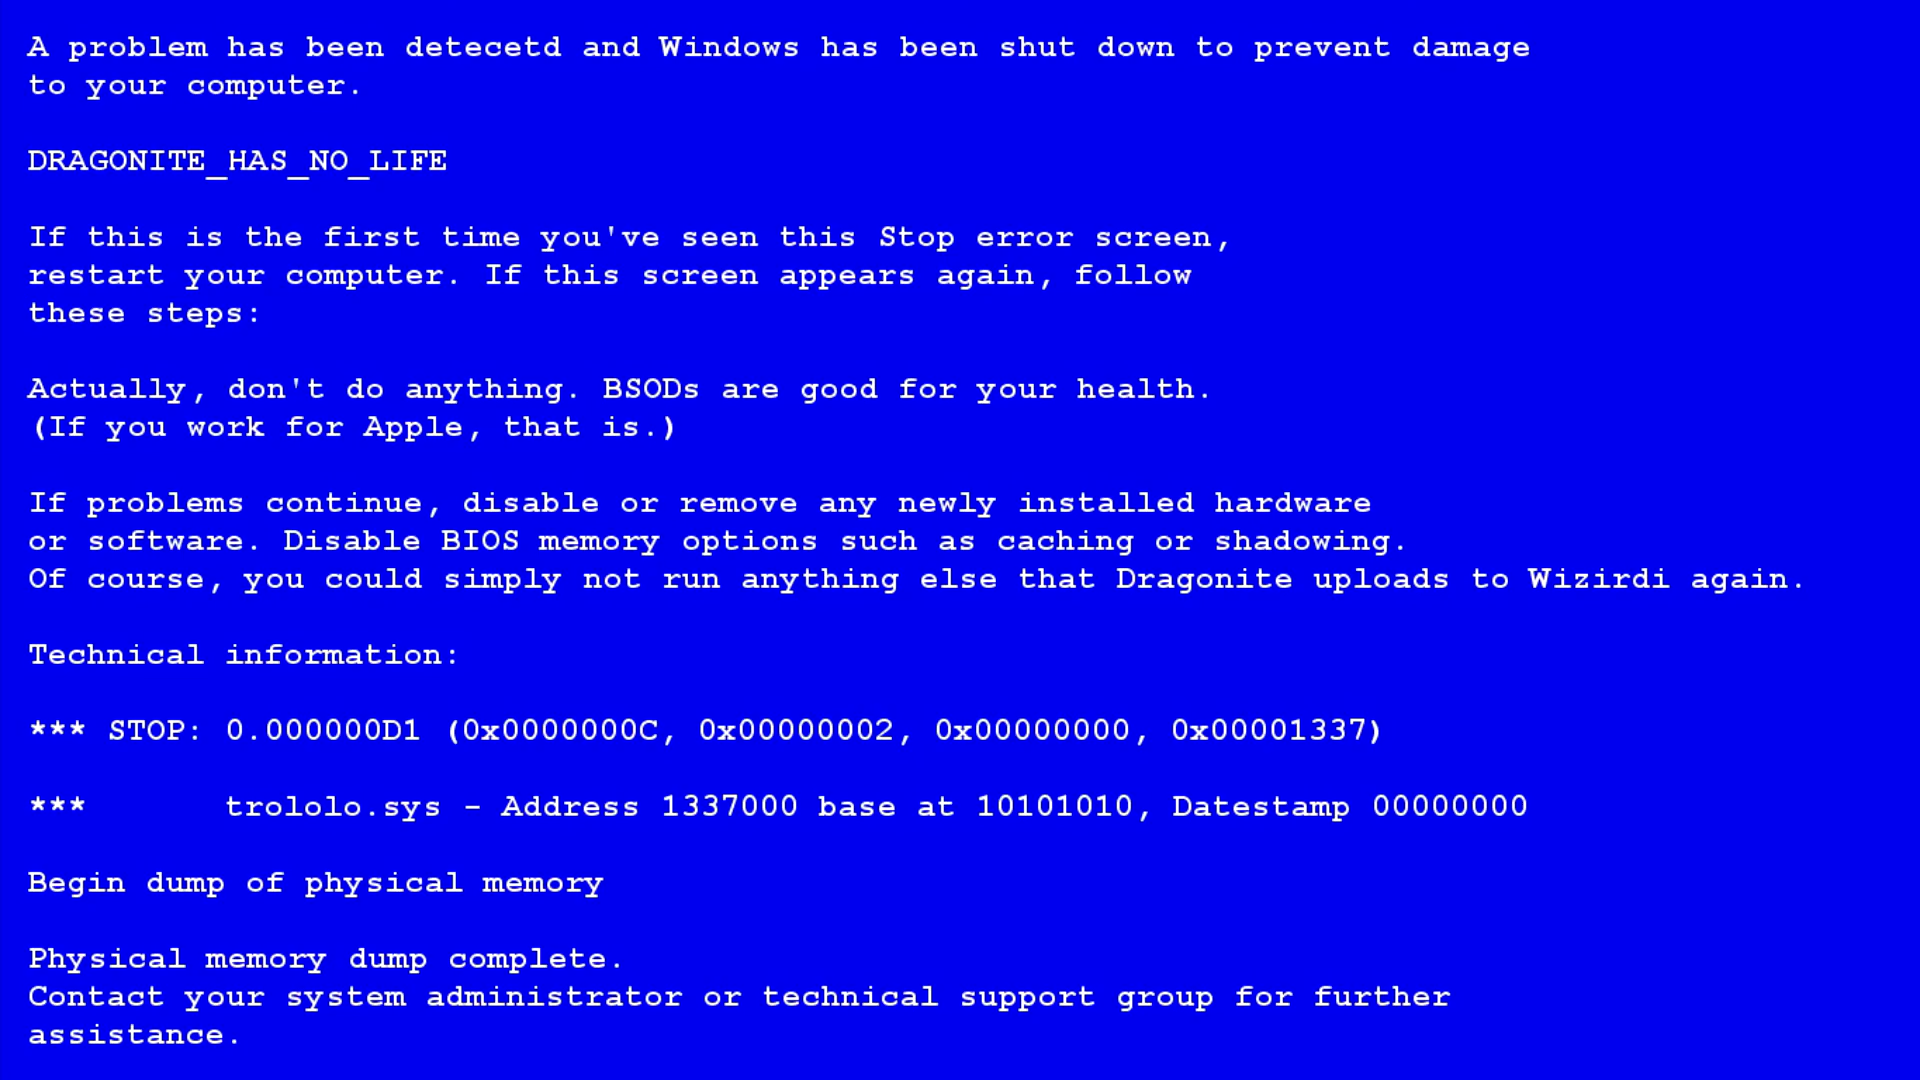 A problem has been detecetd and Windows has been shut down to prevent damage
to your computer.
DRAGONITE_HAS_NO_LIFE
If this is the first time you've seen this Stop error screen,
restart your computer. If this screen appears again, follow
these steps:
Actually, don't do anything. BSODs are good for your health.
(If you work for Apple, that is.)
If problems continue, disable or remove any newly installed hardware
or software. Disable BIOS memory options such as caching or shadowing.
Of course, you could simply not run anything else that Dragonite uploads to Wizirdi again.
Technical information:
*** STOP: 0.000000D1 (0x0000000C, 0x00000002, 0x00000000, 0x00001337)
***       trololo.sys - Address 1337000 base at 10101010, Datestamp 00000000
Begin dump of physical memory
Physical memory dump complete.
Contact your system administrator or technical support group for further
assistance.